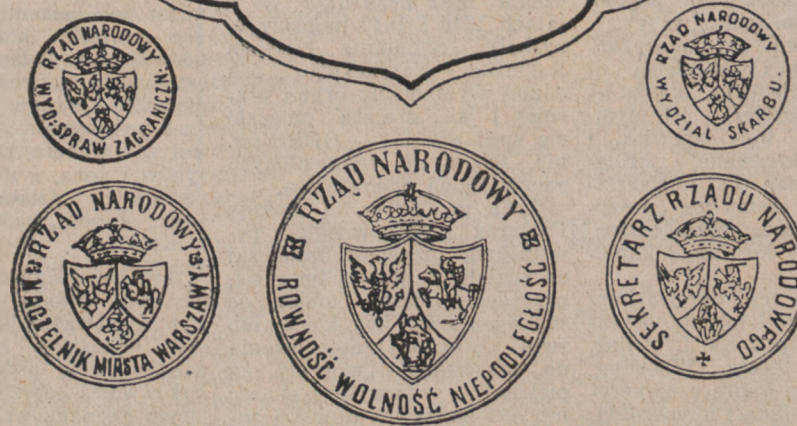 RZĄD NARODOWY
WYD: SPRAW ZAGRANICZN:
RZĄD NARODOWY
WYDZIAŁ SKARBU.
RZĄD NARODOWY
NACZELNIK MIASTA WARSZAWY
RZĄD NARODOWY
ROWNOŚĆ WOLNOŚĆ NIEPODLEGŁOŚĆ
SEKRETARZ RZĄDU NARODOWEGO